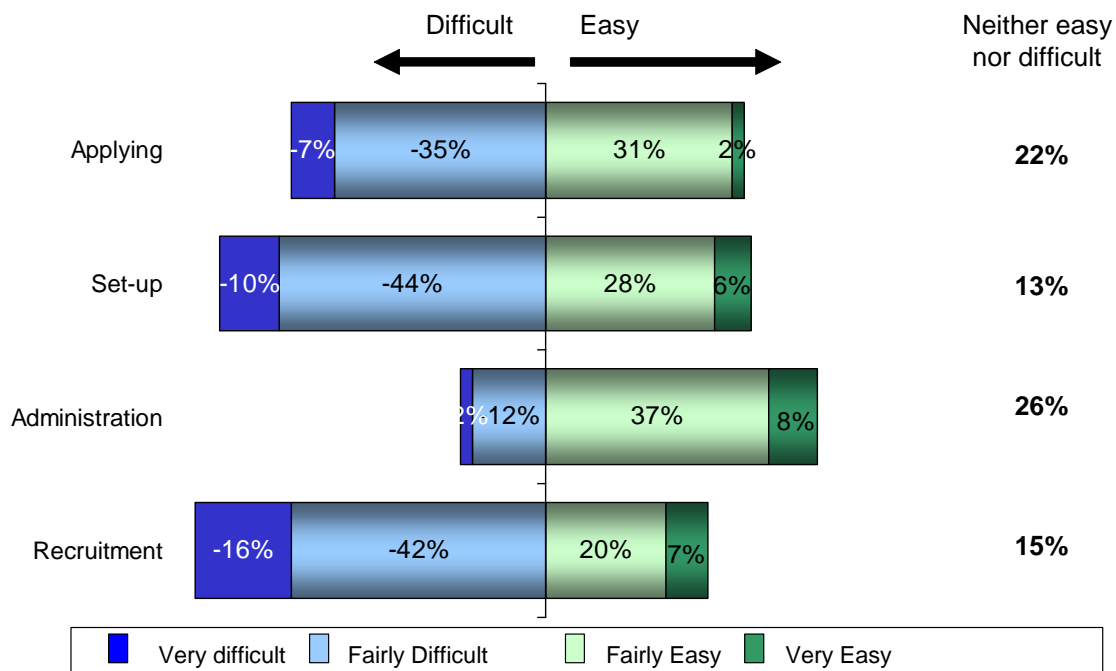 Difficult Easy Neither easy
nor difficult
Applying -7% -35% 31% 2% 22%
Set-up -10% -44% 28% 6% 13%
Administration 2% -12% 37% 8% 26%
Recruitment -16% -42% 20% 7% 15%
Very difficult Fairly Difficult Fairly Easy Very Easy